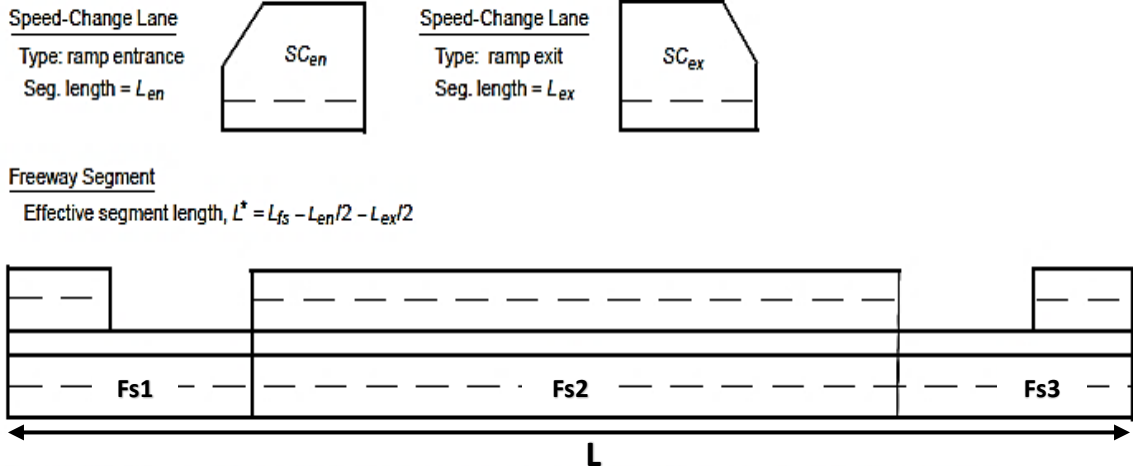 Speed-Change Lane
Type: ramp entrance
Seg. length = Len
SCen
Speed-Change Lane
Type: ramp exit
Seg. length = Lex
SCex
Freeway Segment
Effective segment length, L* = Lfs – Len/2 – Lex/2
Fs1
Fs2
Fs3
L